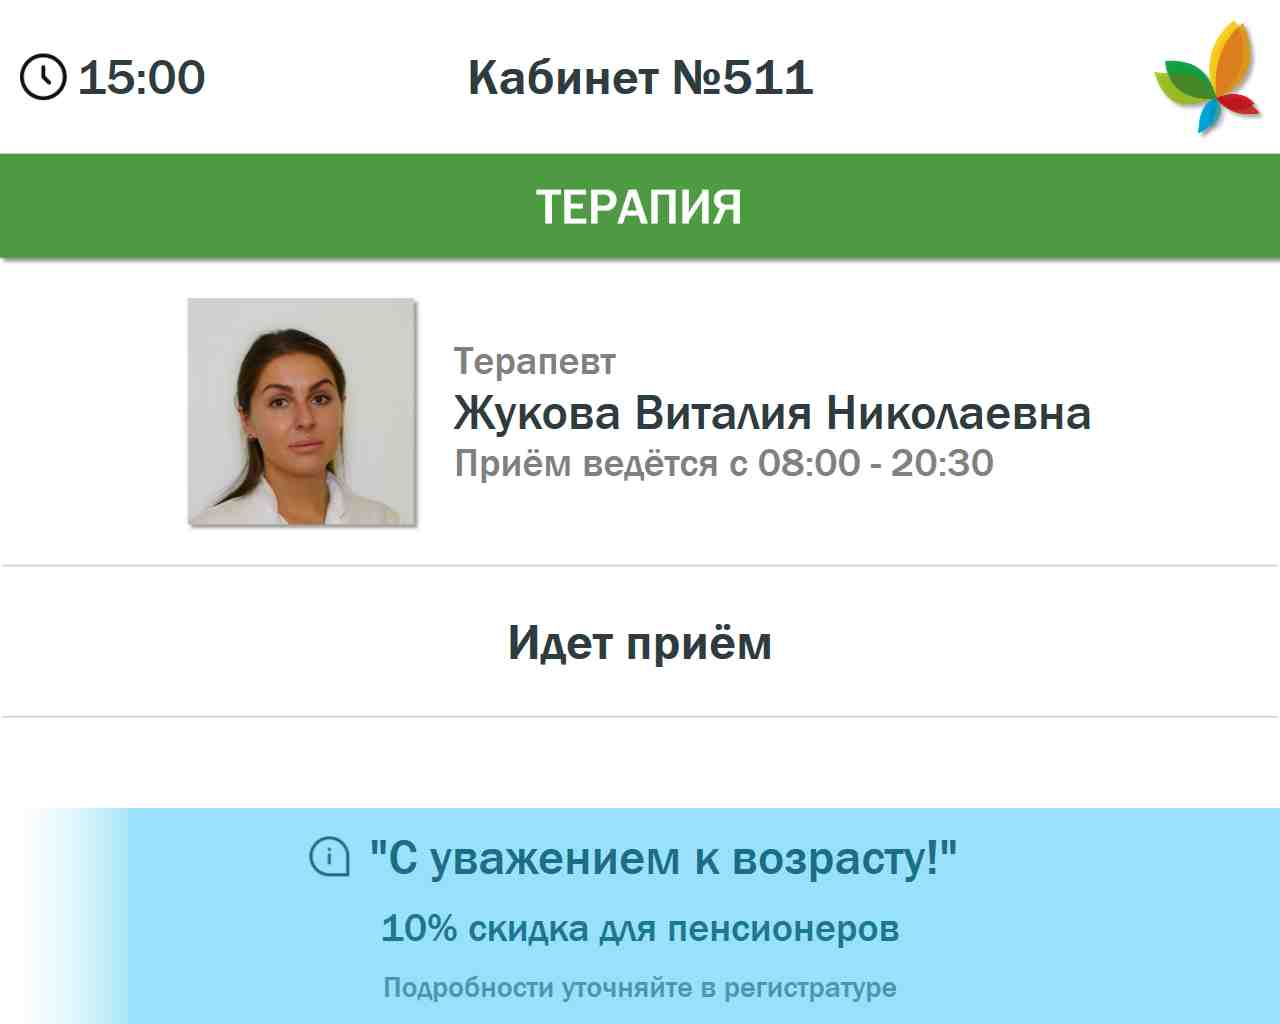 15:00
Кабинет №511
ТЕРАПИЯ
Терапевт
Жукова Виталия Николаевна
Приём ведётся с 08:00 - 20:30
Идет приём
"С уважением к возрасту!"
10% скидка для пенсионеров
Подробности уточняйте в регистратуре